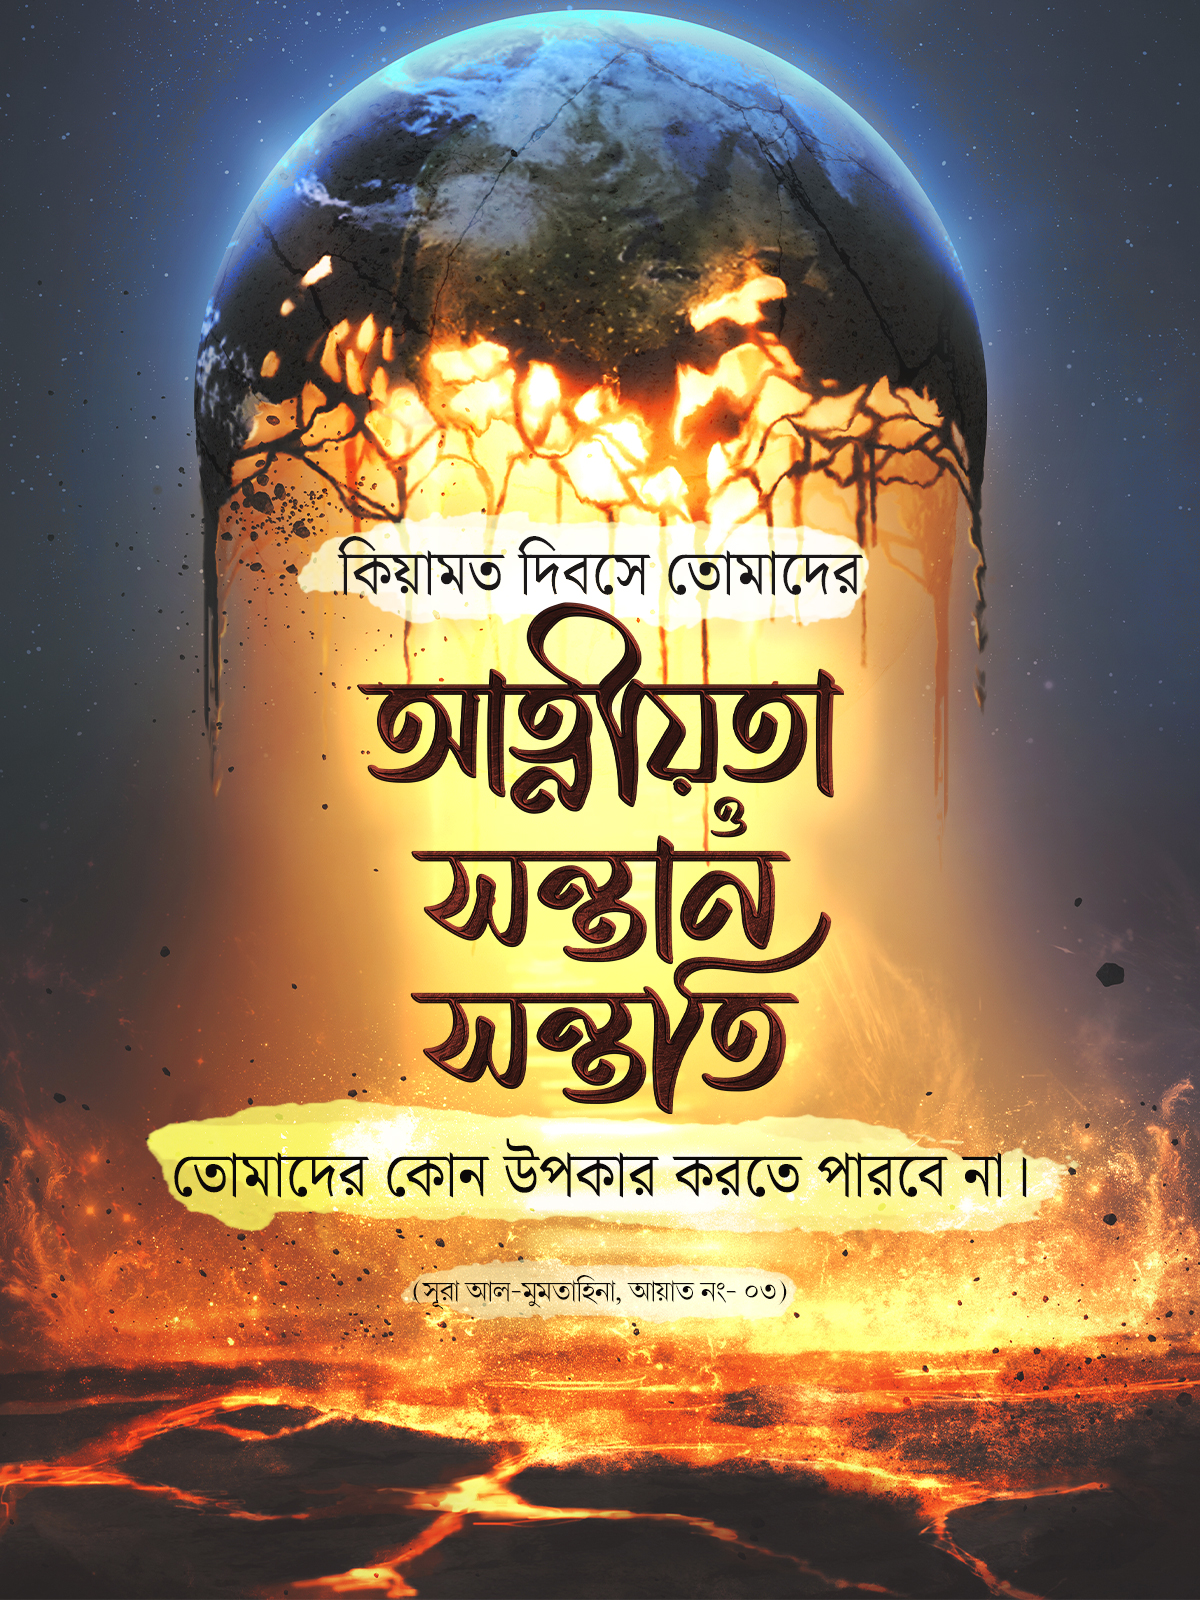 কিয়ামত দিবসে তোমাদের
আত্নীয়তা
ও
সন্তান
সন্ততি
তোমাদের কোন উপকার করতে পারবে না।
(সূরা আল-মুমতাহিনা, আয়াত নং- ০৩)